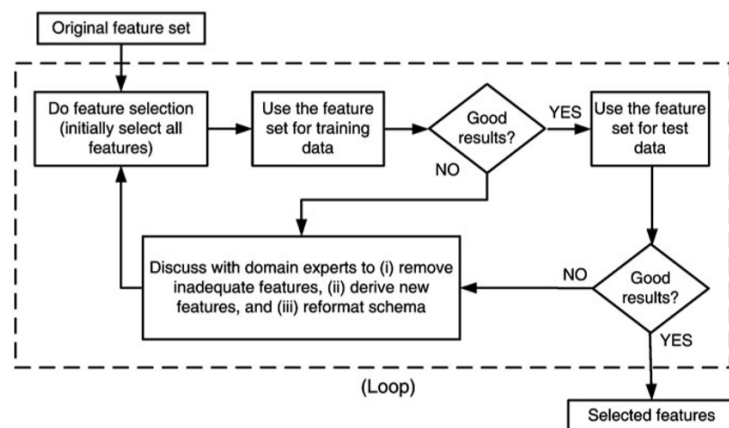 Original feature set
Do feature selection
(initially select all
features)
Use the feature
set for training
data
Good
results?
YES
Use the feature
set for test
data
NO
Discuss with domain experts to (i) remove
inadequate features, (ii) derive new
features, and (iii) reformat schema
NO
Good
results?
YES
(Loop)
Selected features